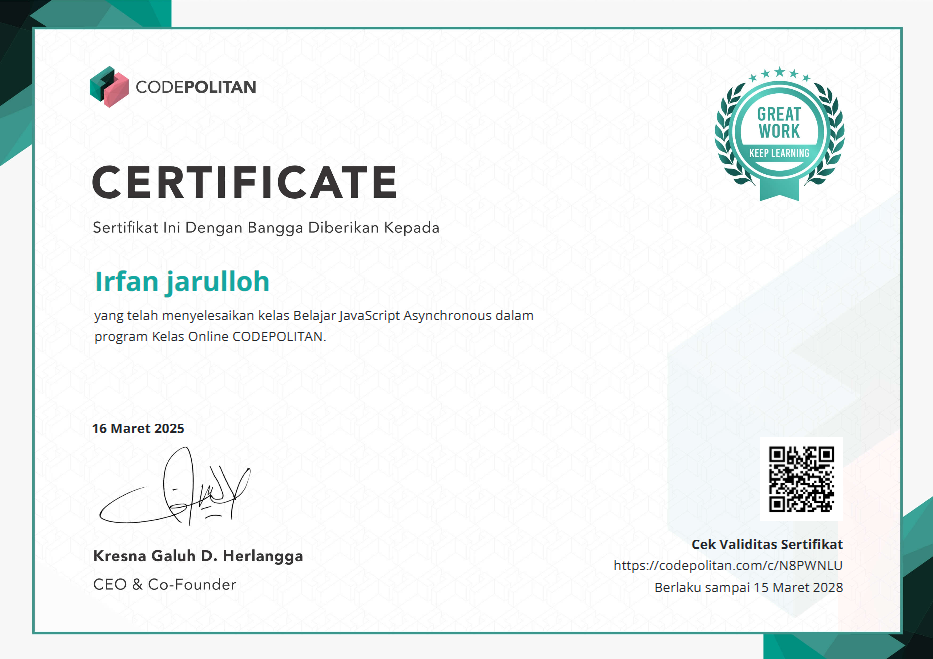 CODEPOLITAN
GREAT
WORK
KEEP LEARNING
CERTIFICATE
Sertifikat Ini Dengan Bangga Diberikan Kepada
Irfan jarulloh
yang telah menyelesaikan kelas Belajar JavaScript Asynchronous dalam
program Kelas Online CODEPOLITAN.
16 Maret 2025
Kresna Galuh D. Herlangga
CEO & Co-Founder
Cek Validitas Sertifikat
https://codepolitan.com/c/N8PWNLU
Berlaku sampai 15 Maret 2028